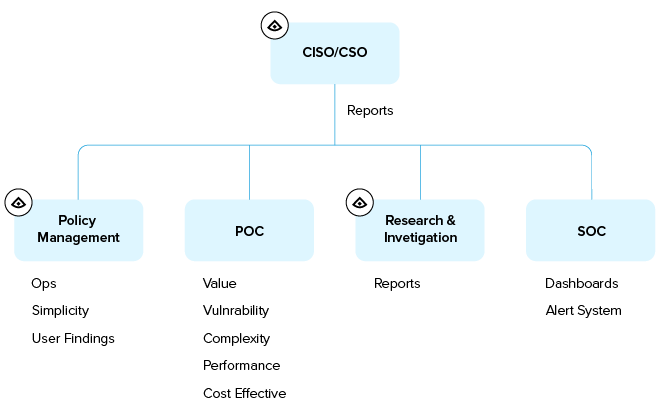 CISO/CSO
Reports
Policy
Management
POC
Research &
Invetigation
SOC
Ops
Simplicity
User Findings
Value
Vulnrability
Complexity
Performance
Cost Effective
Reports
Dashboards
Alert System